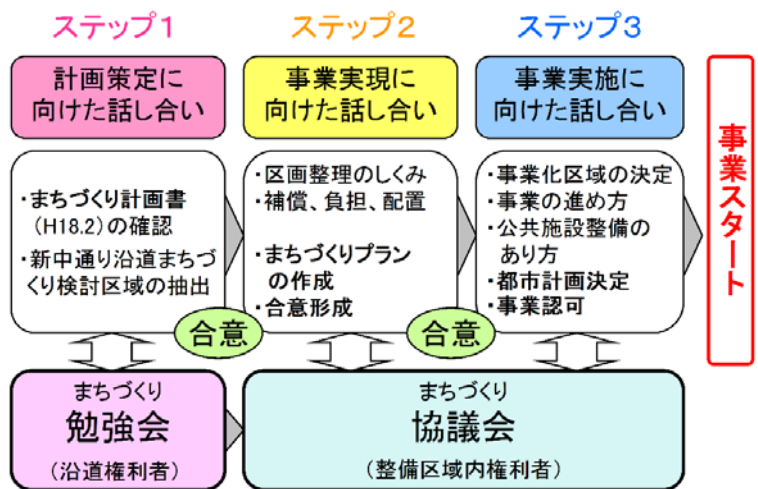 ステップ1
ステップ2
ステップ3
計画策定に
向けた話し合い
事業実現に
向けた話し合い
事業実施に
向けた話し合い
事業スタート
・まちづくり計画書
(H18.2)の確認
・新中通り沿道まちづ
くり検討区域の抽出
・区画整理のしくみ
・補償、負担、配置
・まちづくりプラン
の作成
・合意形成
・事業化区域の決定
・事業の進め方
・公共施設整備の
あり方
・都市計画決定
・事業認可
合意
合意
まちづくり
勉強会
(沿道権利者)
まちづくり
協議会
(整備区域内権利者)